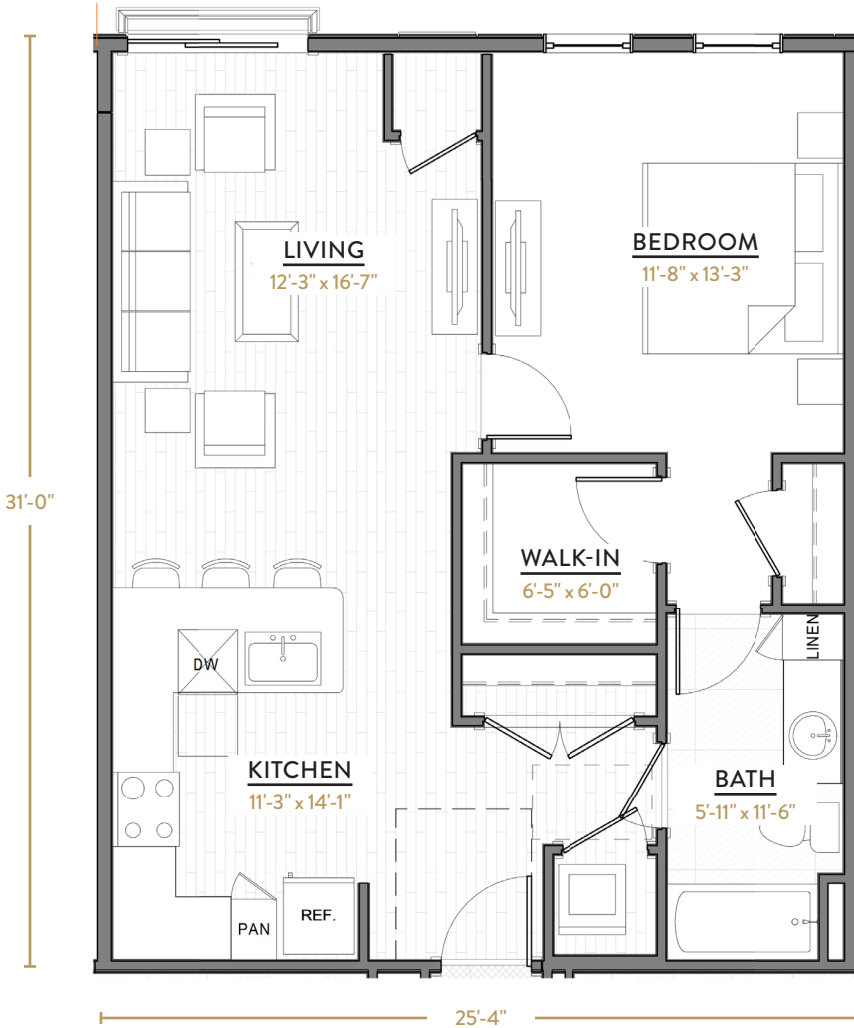 LIVING
12'-3" x 16'-7"
BEDROOM
11'-8" x 13'-3"
31'-0"
WALK-IN
6'-5" x 6'-0"
LINEN
DW
KITCHEN
11'-3" x 14'-1"
BATH
5'-11" x 11'-6"
PAN
REF.
25'-4"